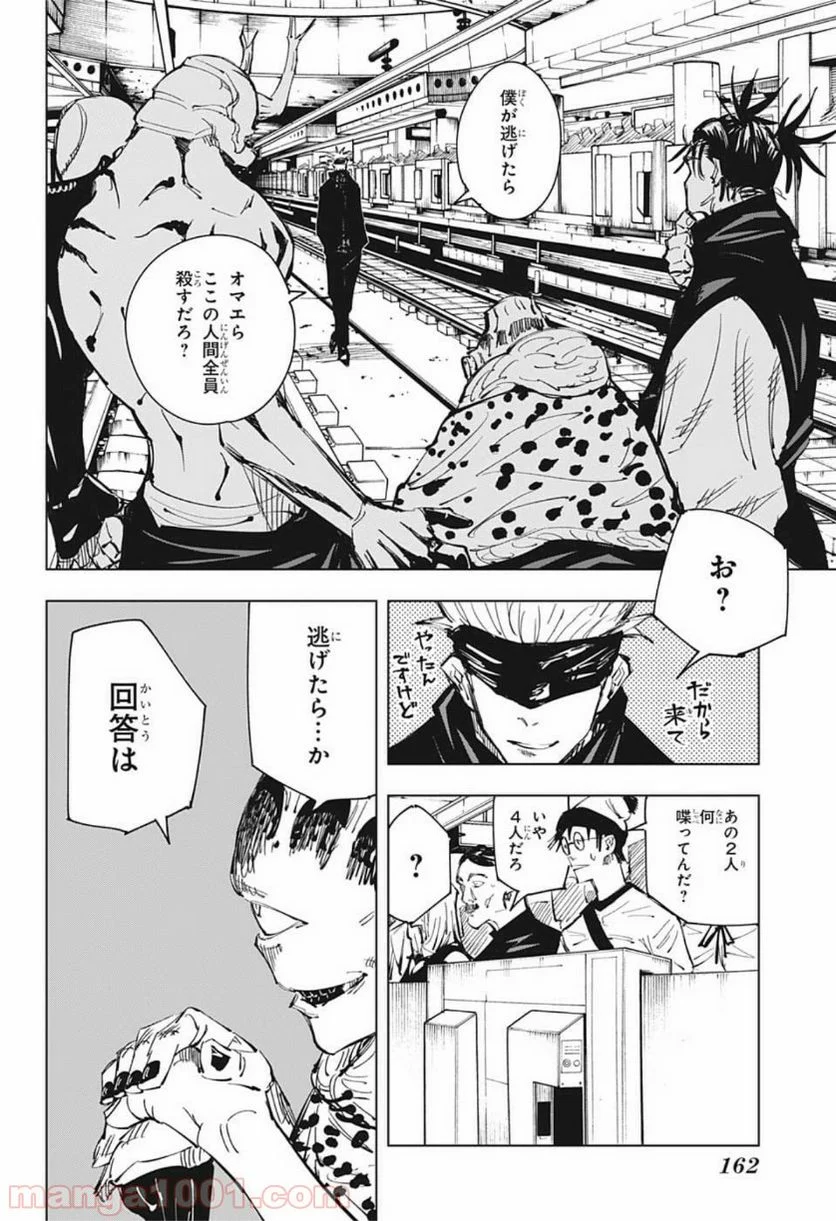 僕が逃げたら
オマエら
ここの人間全員
殺すだろ?
お?
だから
来て
やったん
ですけど
あの2人
何
喋ってんだ?
いや
4人だろ
?
逃げたら…か
回答は
162
manga1001.com